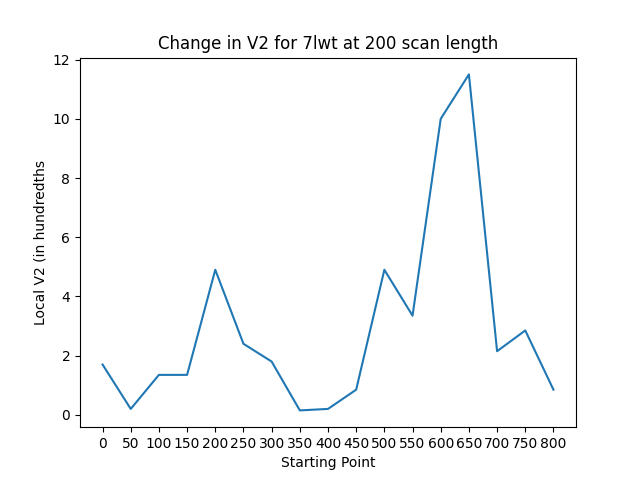 Change in V2 for 7lwt at 200 scan length
12
10
8
6
4
2
0
Local V2 (in hundredths
0 50 100 150 200 250 300 350 400 450 500 550 600 650 700 750 800
Starting Point